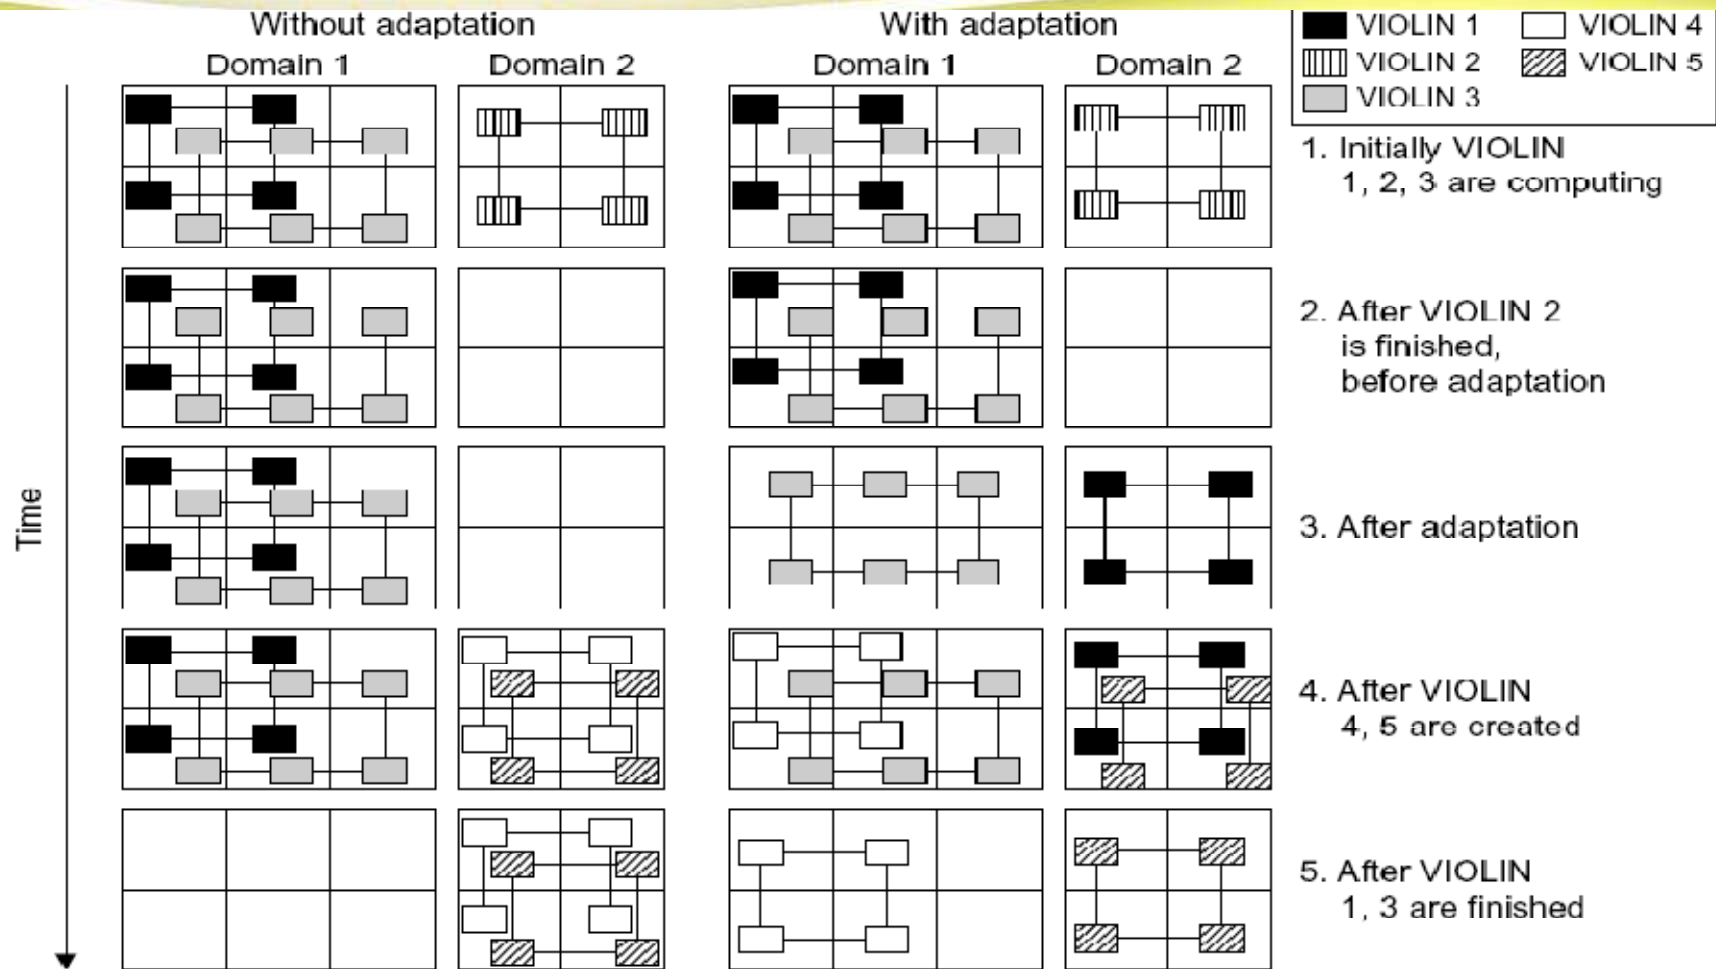 Without adaptation
With adaptation
Domain 1
Domain 2
Domain 1
Domain 2
VIOLIN 1
VIOLIN 4
VIOLIN 2
VIOLIN 5
VIOLIN 3
1. Initially VIOLIN
1, 2, 3 are computing
2. After VIOLIN 2
is finished,
before adaptation
Time
3. After adaptation
4. After VIOLIN
4, 5 are created
5. After VIOLIN
1, 3 are finished